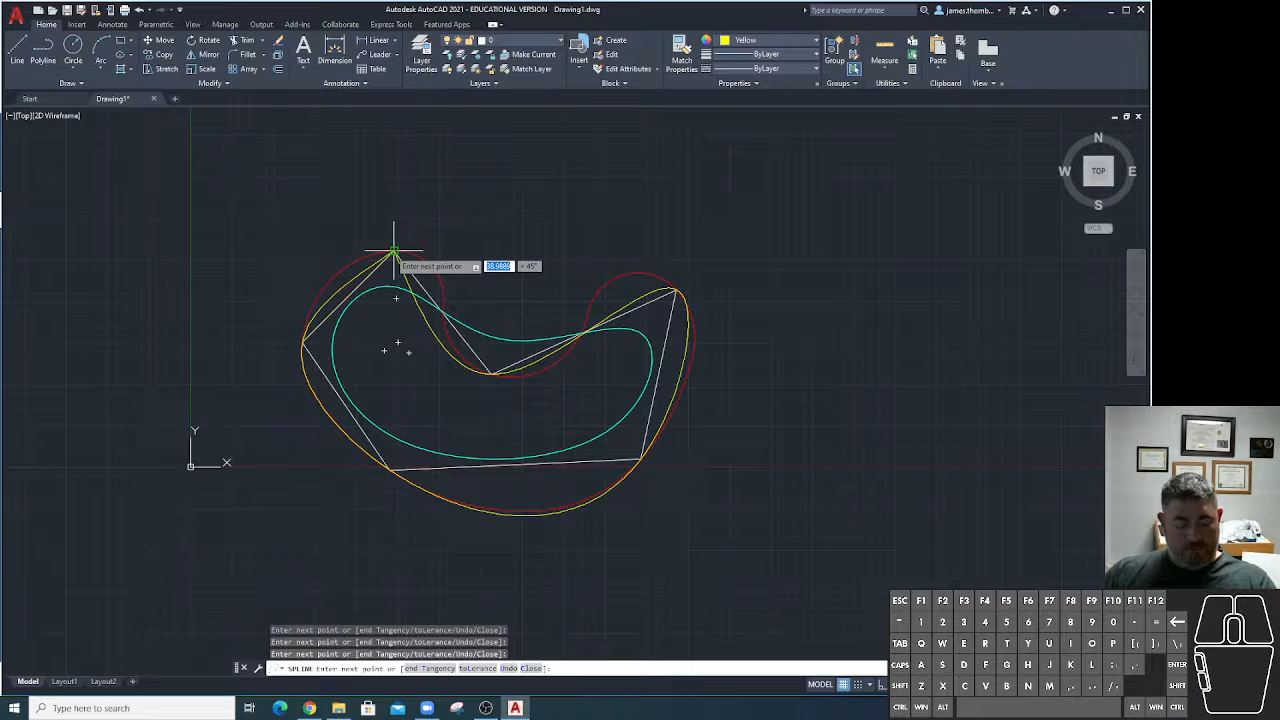 Autodesk AutoCAD 2021 - EDUCATIONAL VERSION Drawing1.dwg
Type a keyword or phrase
james.thomb...
Home Insert Annotate Parametric View Manage Output Add-ins Collaborate Express Tools Featured Apps
Line Polyline Circle Arc
Move Rotate Trim
Copy Mirror Fillet
Stretch Scale Array
Text Dimension
Linear
Leader
Table
Layer Properties
0
Make Current
Match Layer
Insert
Create
Edit
Edit Attributes
Match Properties
Yellow
ByLayer
ByLayer
Group
Measure
Paste
Base
Draw Modify Annotation Layers Block Properties Groups Utilities Clipboard View
Start Drawing1*
[−][Top][2D Wireframe]
N
W TOP E
S
WCS
Enter next point or 38.9889 < 45°
Y
X
Enter next point or [end Tangency/toLerance/Undo/Close]:
Enter next point or [end Tangency/toLerance/Undo/Close]:
Enter next point or [end Tangency/toLerance/Undo/Close]:
SPLINE Enter next point or [end Tangency toLerance Undo Close]:
Model Layout1 Layout2 +
MODEL
Type here to search
ESC F1 F2 F3 F4 F5 F6 F7 F8 F9 F10 F11 F12
~ 1 2 3 4 5 6 7 8 9 0 - =
TAB Q W E R T Y U I O P [ ] \
CAPS A S D F G H J K L ; ENTER
SHIFT Z X C V B N M , . / SHIFT
CTRL WIN ALT ALT WIN CTRL